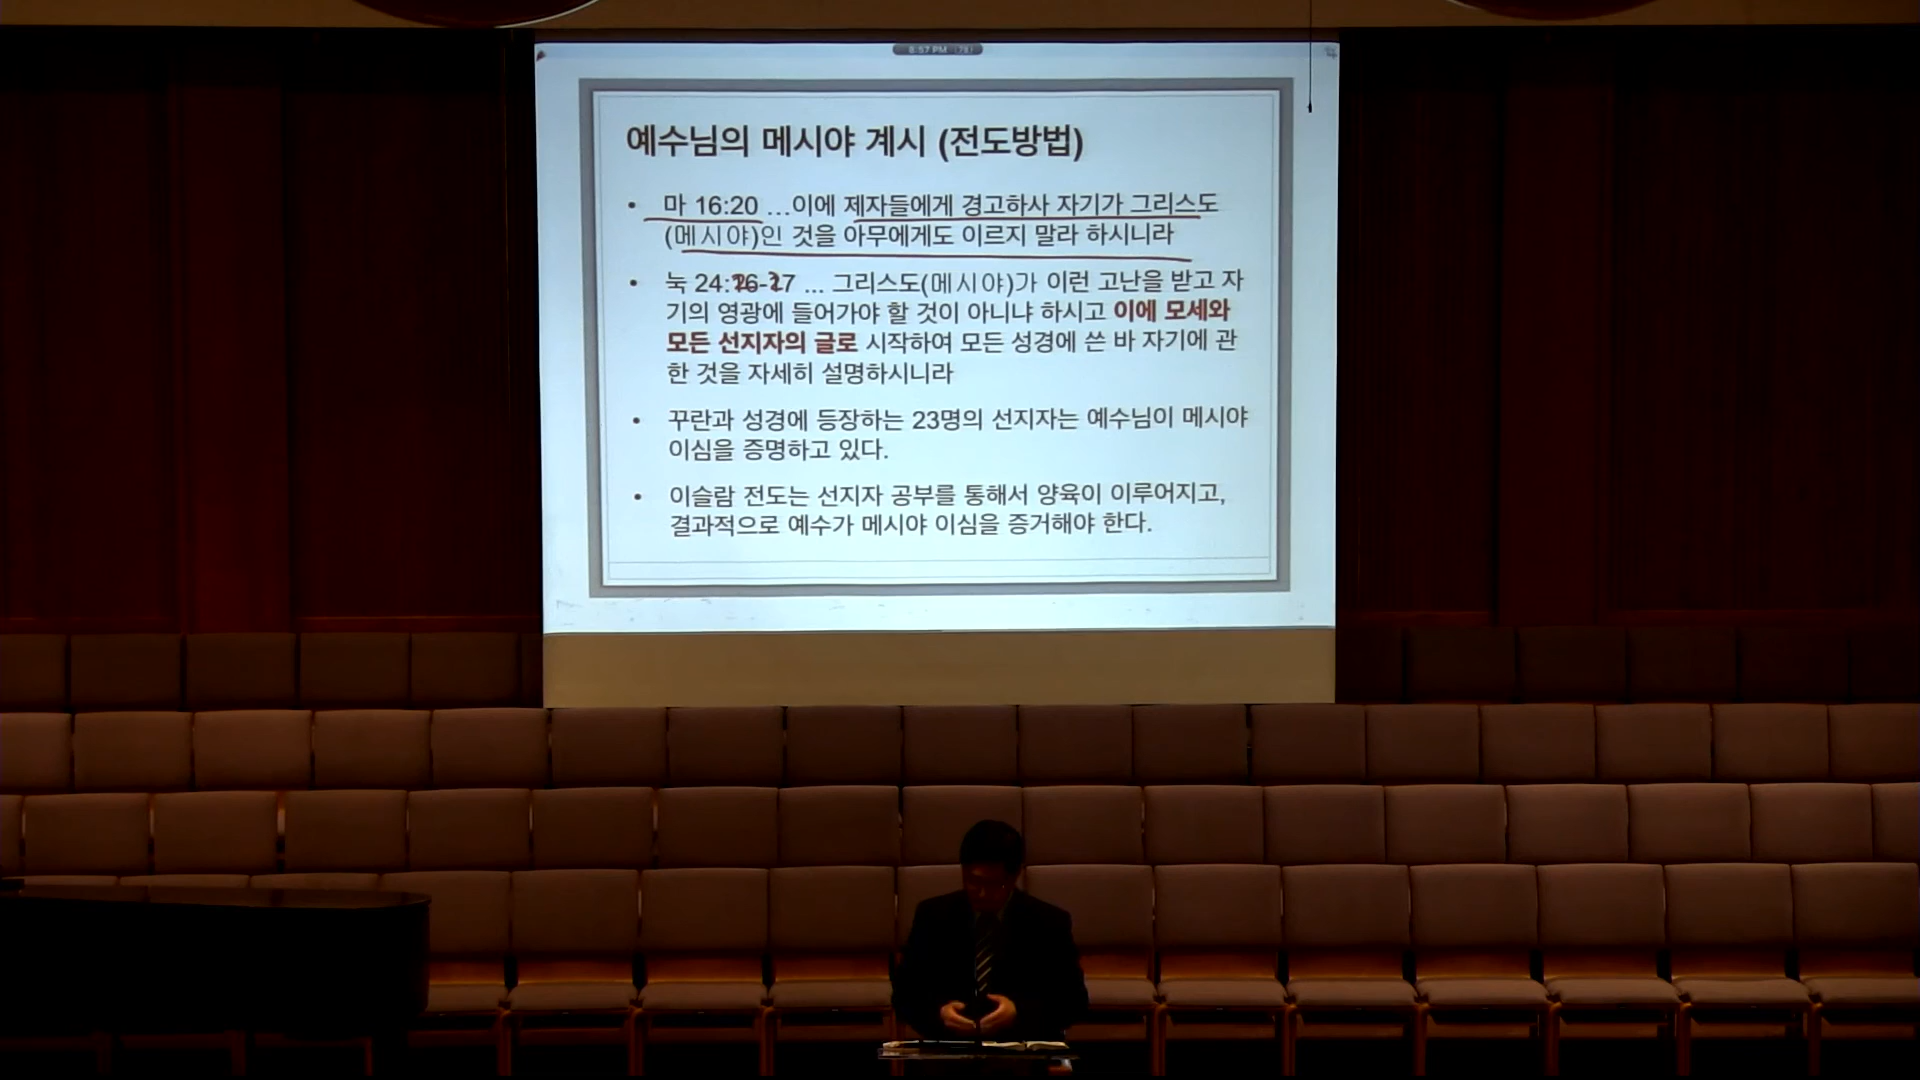 8:57 PM
예수님의 메시야 계시 (전도방법)
• 마 16:20 ...이에 제자들에게 경고하사 자기가 그리스도
(메시야)인 것을 아무에게도 이르지 말라 하시니라
• 눅 24:26-27 ... 그리스도(메시야)가 이런 고난을 받고 자
기의 영광에 들어가야 할 것이 아니냐 하시고 이에 모세와
모든 선지자의 글로 시작하여 모든 성경에 쓴 바 자기에 관
한 것을 자세히 설명하시니라
• 꾸란과 성경에 등장하는 23명의 선지자는 예수님이 메시야
이심을 증명하고 있다.
• 이슬람 전도는 선지자 공부를 통해서 양육이 이루어지고,
결과적으로 예수가 메시야 이심을 증거해야 한다.